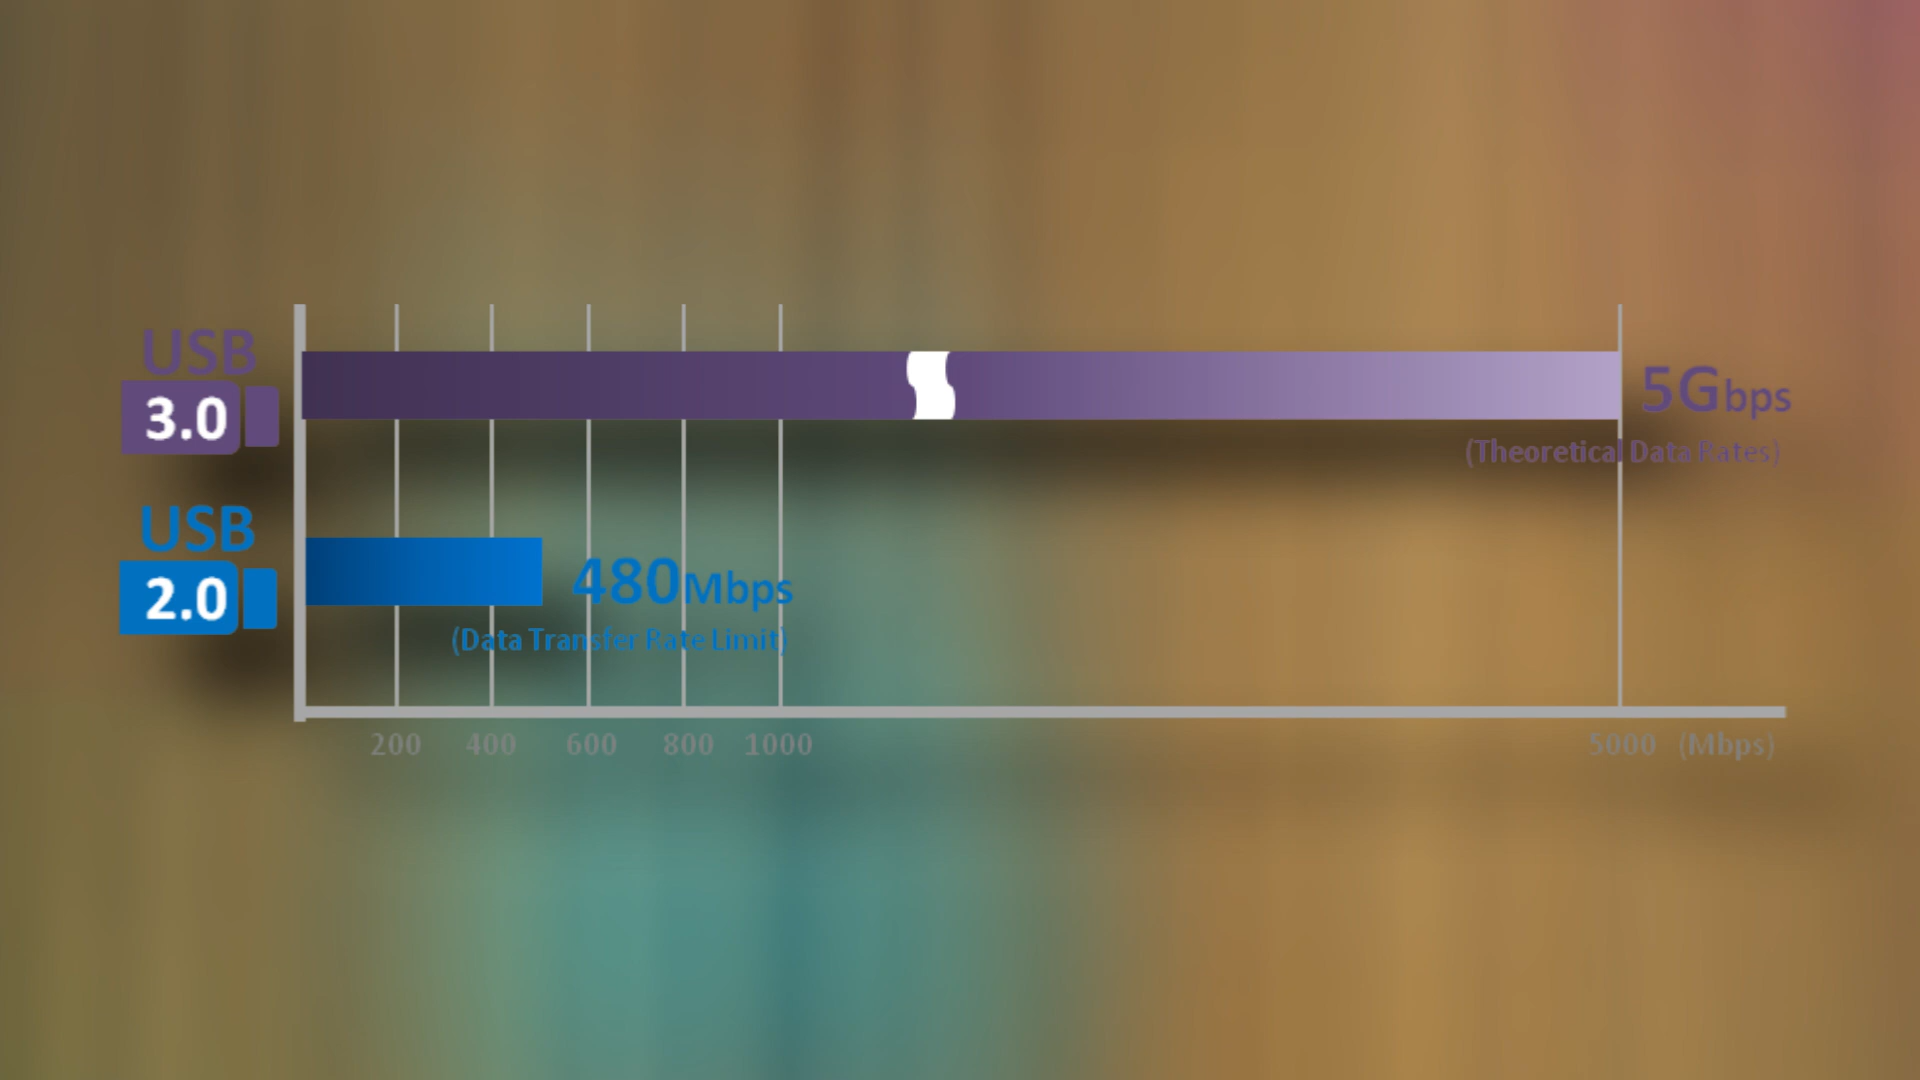 USB
3.0
5Gbps
(Theoretical Data Rates)
USB
2.0
480Mbps
(Data Transfer Rate Limit)
200 400 600 800 1000 5000 (Mbps)